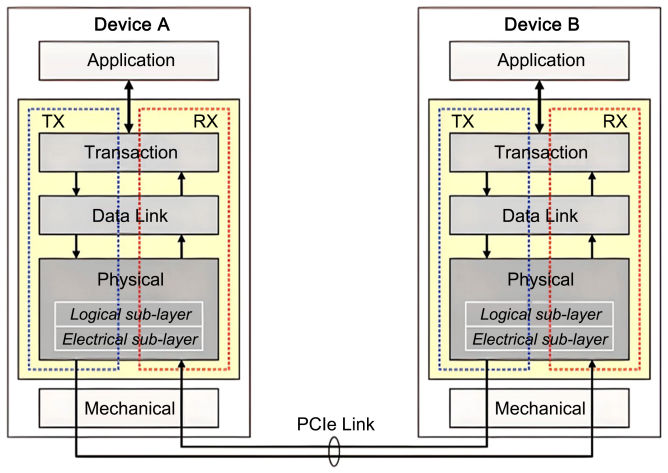 Device A
Application
TX
RX
Transaction
Data Link
Physical
Logical sub-layer
Electrical sub-layer
Mechanical
Device B
Application
TX
RX
Transaction
Data Link
Physical
Logical sub-layer
Electrical sub-layer
Mechanical
PCIe Link